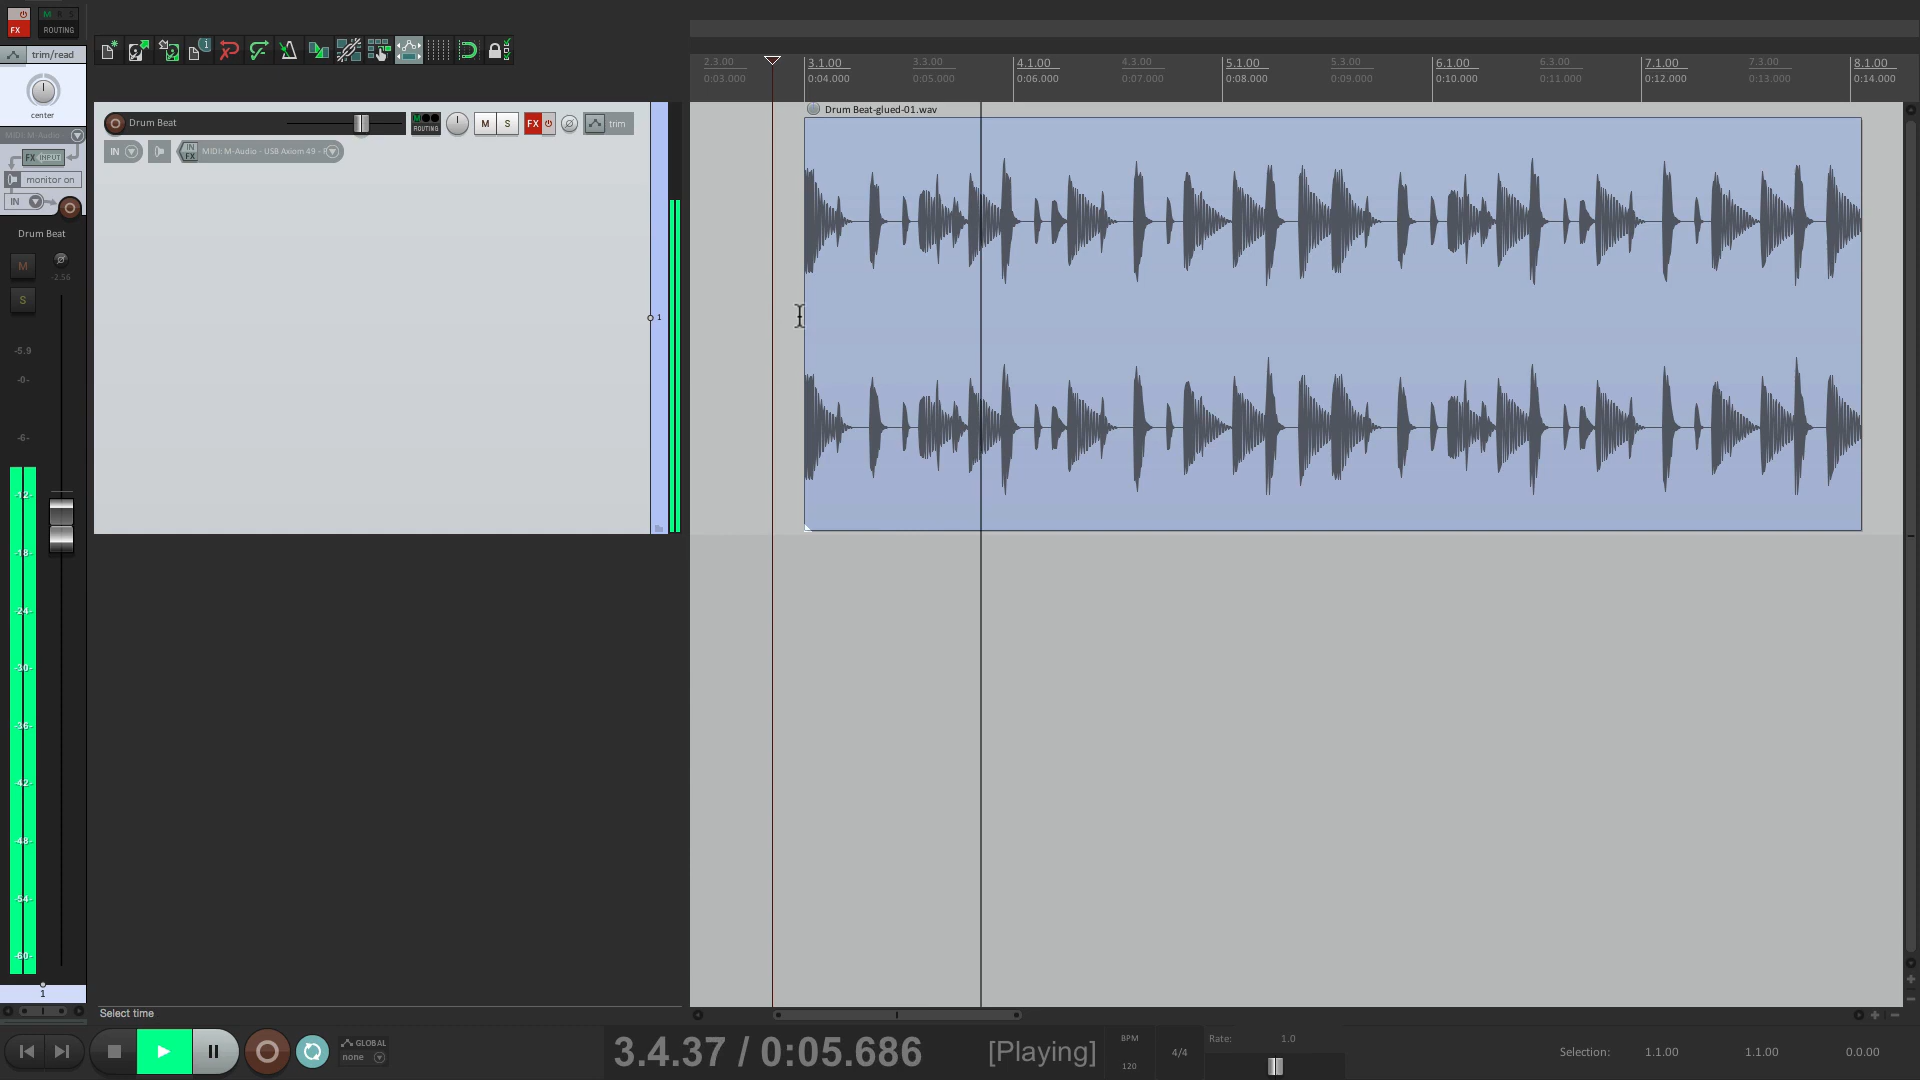 M R S
FX
ROUTING
trim/read
center
MIDI: M-Audio -
FX INPUT
monitor on
IN
Drum Beat
M
-2.56
S
-5.9
-0-
-6-
-12-
-18-
-24-
-30-
-36-
-42-
-48-
-54-
-60-
1
Drum Beat
ROUTING
M
S
FX
trim
IN
IN FX
MIDI: M-Audio - USB Axiom 49 -
1
2.3.00
0:03.000
3.1.00
0:04.000
3.3.00
0:05.000
4.1.00
0:06.000
4.3.00
0:07.000
5.1.00
0:08.000
5.3.00
0:09.000
6.1.00
0:10.000
6.3.00
0:11.000
7.1.00
0:12.000
7.3.00
0:13.000
8.1.00
0:14.000
Drum Beat-glued-01.wav
Select time
GLOBAL
none
3.4.37 / 0:05.686
[Playing]
BPM
120
4/4
Rate:
1.0
Selection:
1.1.00
1.1.00
0.0.00